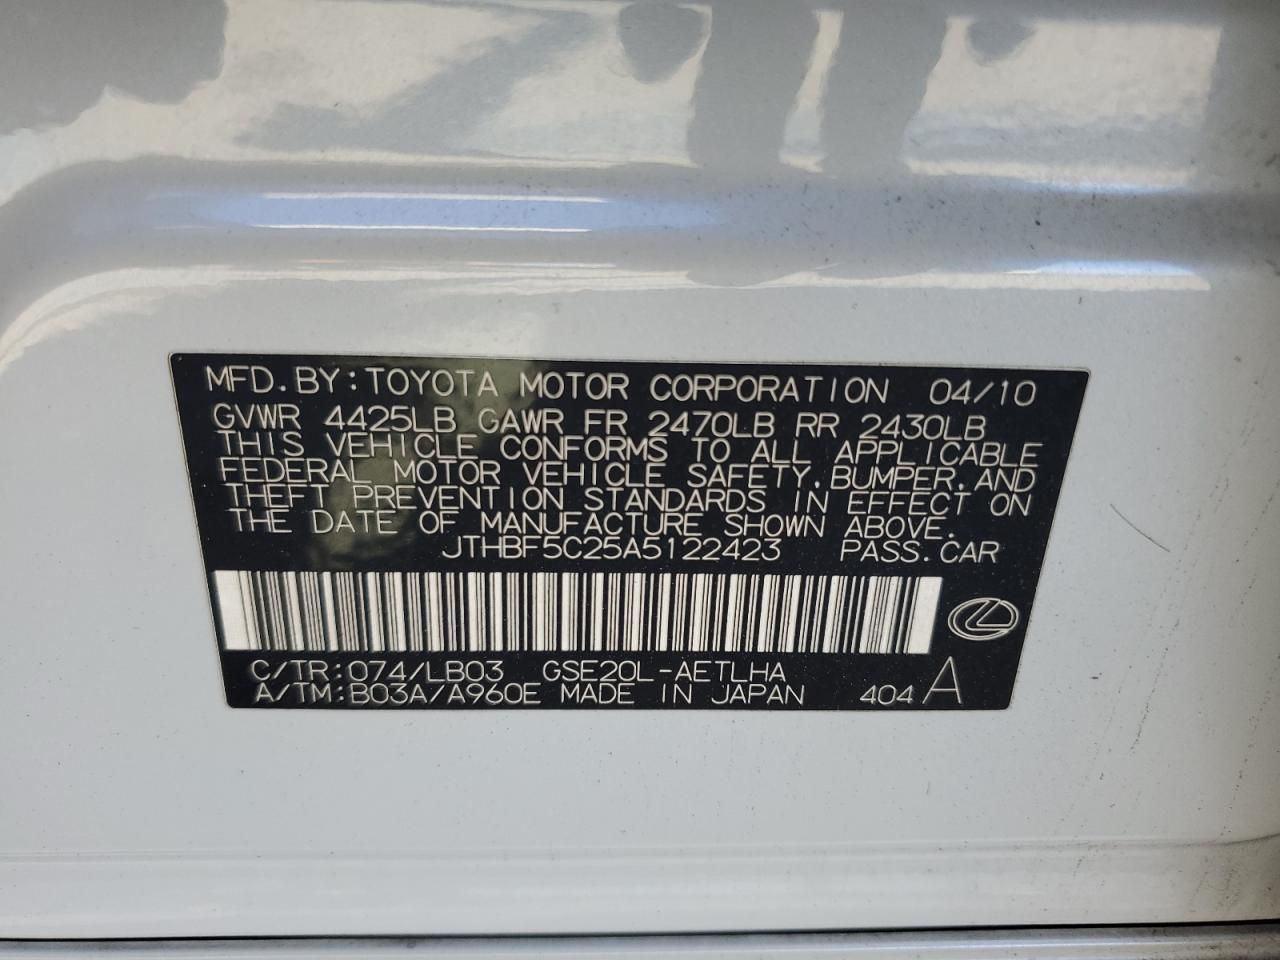 MFD.BY:TOYOTA MOTOR CORPORATION 04/10
GVWR 4425LB GAWR FR 2470LB RR 2430LB
THIS VEHICLE CONFORMS TO ALL APPLICABLE
FEDERAL MOTOR VEHICLE SAFETY,BUMPER,AND
THEFT PREVENTION STANDARDS IN EFFECT ON
THE DATE OF MANUFACTURE SHOWN ABOVE.
JTHBF5C25A5122423 PASS.CAR
C/TR:074/LB03 GSE20L-AETLHA
A/TM:B03A/A960E MADE IN JAPAN 404 A